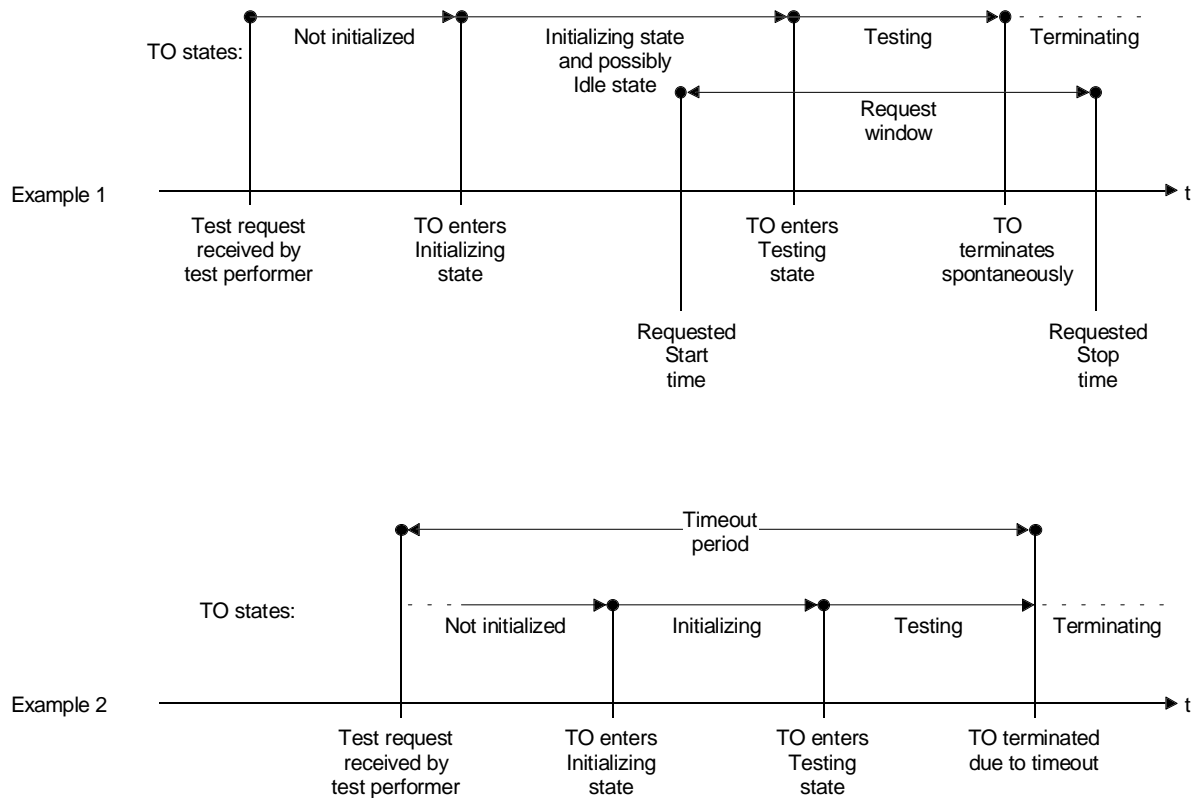 TO states:
Not initialized
Initializing state
and possibly
Idle state
Testing
Terminating
Request
window
Example 1
t
Test request
received by
test performer
TO enters
Initializing
state
TO enters
Testing
state
TO
terminates
spontaneously
Requested
Start
time
Requested
Stop
time
Timeout
period
TO states:
Not initialized
Initializing
Testing
Terminating
Example 2
t
Test request
received by
test performer
TO enters
Initializing
state
TO enters
Testing
state
TO terminated
due to timeout